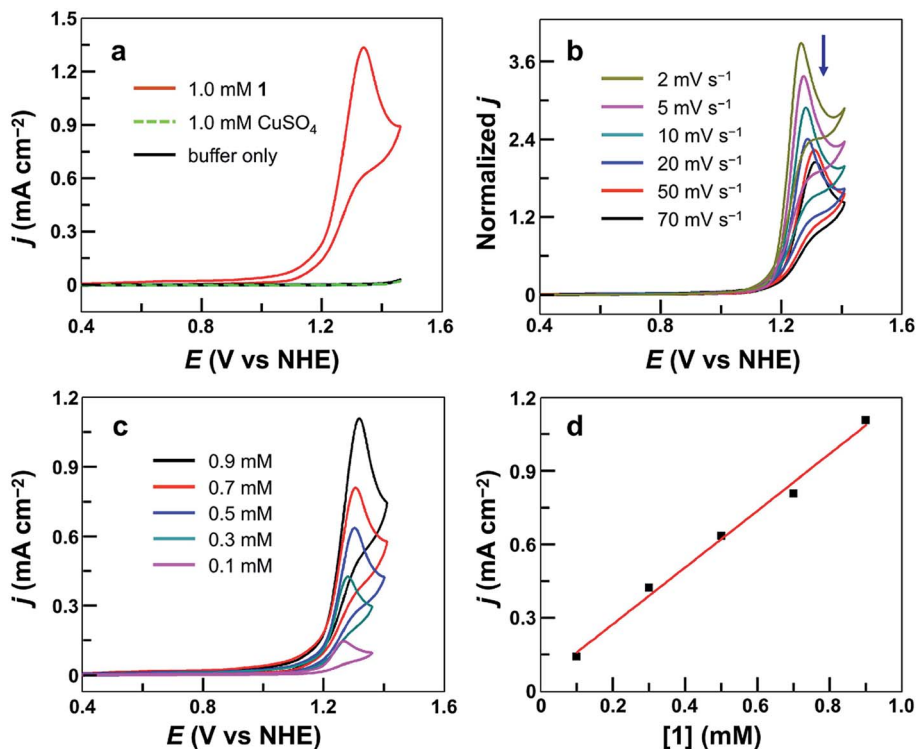 a
1.5
1.2
0.9
0.6
0.3
0
j (mA cm⁻²)
1.0 mM 1
1.0 mM CuSO₄
buffer only
0.4 0.8 1.2 1.6
E (V vs NHE)
b
3.6
2.4
1.2
0
Normalized j
2 mV s⁻¹
5 mV s⁻¹
10 mV s⁻¹
20 mV s⁻¹
50 mV s⁻¹
70 mV s⁻¹
0.4 0.8 1.2 1.6
E (V vs NHE)
c
1.2
0.9
0.6
0.3
0
j (mA cm⁻²)
0.9 mM
0.7 mM
0.5 mM
0.3 mM
0.1 mM
0.4 0.8 1.2 1.6
E (V vs NHE)
d
1.2
0.9
0.6
0.3
0
j (mA cm⁻²)
0 0.2 0.4 0.6 0.8 1.0
[1] (mM)